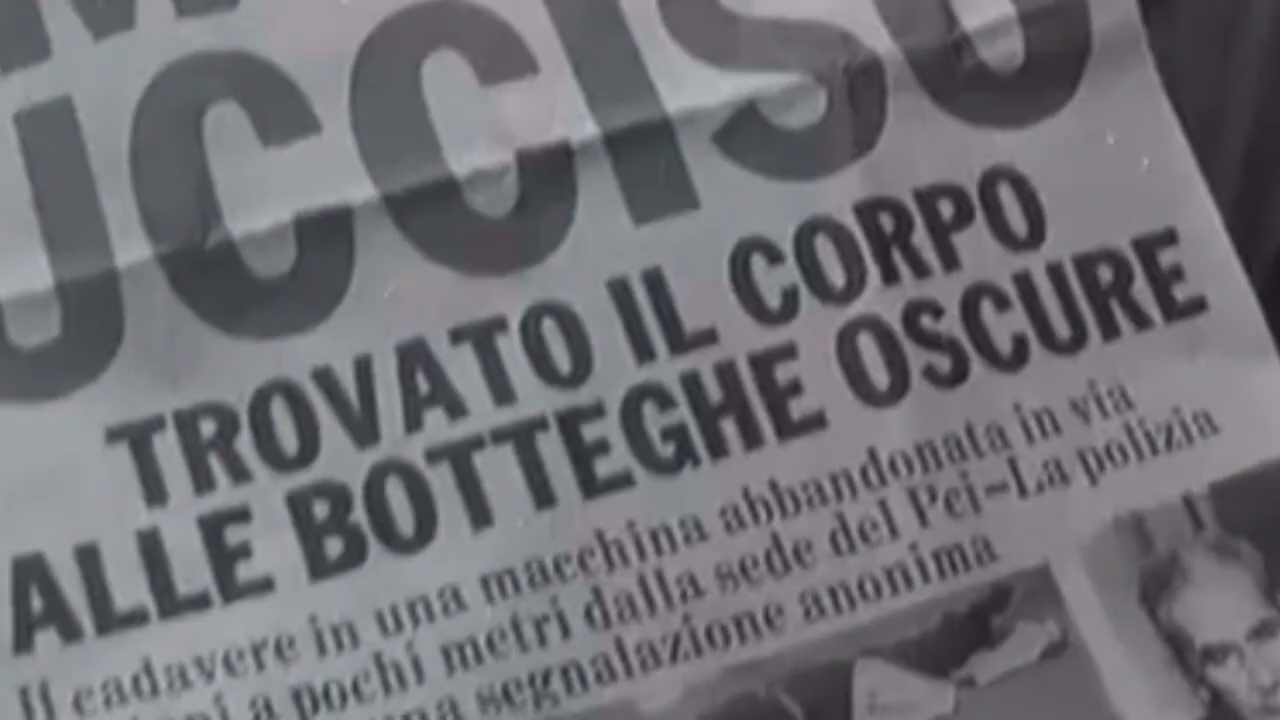 UCCISO
TROVATO IL CORPO
ALLE BOTTEGHE OSCURE
Il cadavere in una macchina abbandonata in via
a pochi metri dalla sede del Pci-La polizia
segnalazione anonima